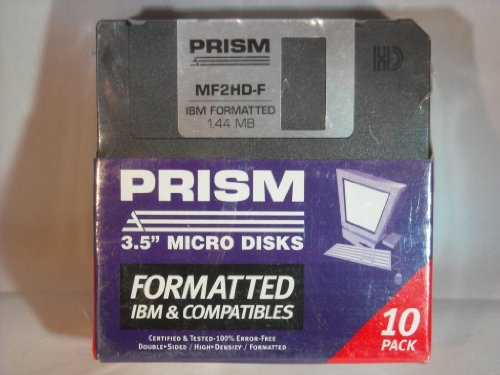 PRISM
HD
MF2HD-F
IBM FORMATTED
1.44 MB
PRISM
3.5" MICRO DISKS
FORMATTED
IBM & COMPATIBLES
CERTIFIED & TESTED-100% ERROR-FREE
DOUBLE-SIDED / HIGH-DENSITY / FORMATTED
10
PACK